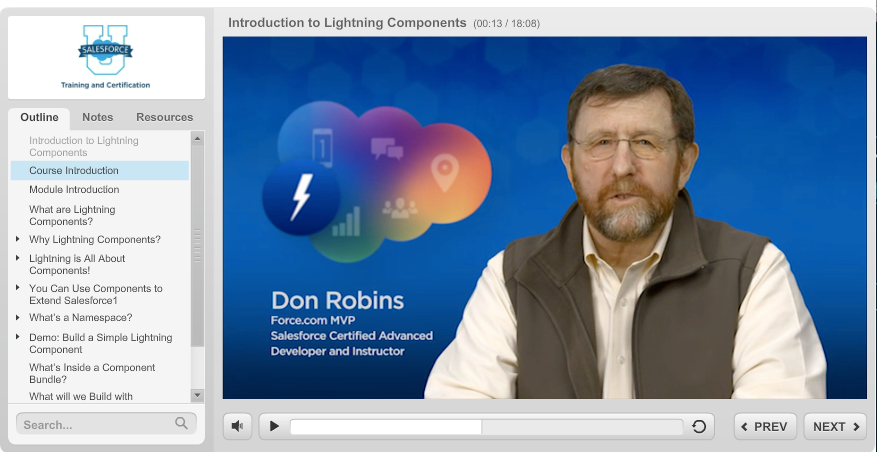 SALESFORCE
Training and Certification
Outline
Notes
Resources
Introduction to Lightning
Components
Course Introduction
Module Introduction
What are Lightning
Components?
Why Lightning Components?
Lightning is All About
Components!
You Can Use Components to
Extend Salesforce1
What's a Namespace?
Demo: Build a Simple Lightning
Component
What's Inside a Component
Bundle?
What will we Build with
Search...
Introduction to Lightning Components (00:13 / 18:08)
Don Robins
Force.com MVP
Salesforce Certified Advanced
Developer and Instructor
PREV
NEXT